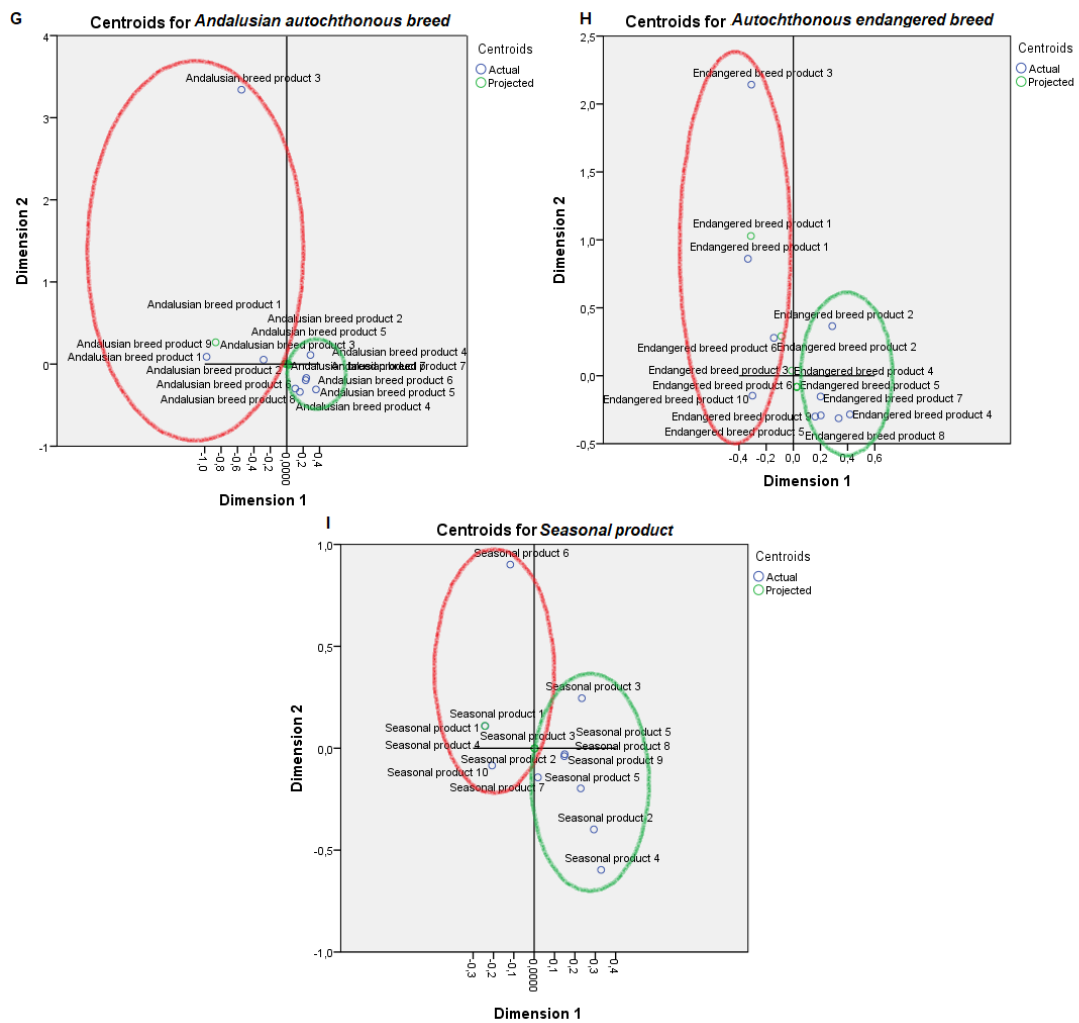 G
Centroids for Andalusian autochthonous breed
Centroids
Actual
Projected
Andalusian breed product 3
Andalusian breed product 1
Andalusian breed product 2
Andalusian breed product 5
Andalusian breed product 9
Andalusian breed product 3
Andalusian breed product 1
Andalusian breed product 4
Andalusian breed product 2
Andalusian breed product 7
Andalusian breed product 6
Andalusian breed product 6
Andalusian breed product 8
Andalusian breed product 5
Andalusian breed product 4
Dimension 2
4
3
2
1
0
-1
-1,0
-0,8
-0,6
-0,4
-0,2
0,0000
0,2
0,4
Dimension 1
H
Centroids for Autochthonous endangered breed
Centroids
Actual
Projected
Endangered breed product 3
Endangered breed product 1
Endangered breed product 1
Endangered breed product 2
Endangered breed product 6
Endangered breed product 2
Endangered breed product 3
Endangered breed product 4
Endangered breed product 6
Endangered breed product 5
Endangered breed product 10
Endangered breed product 7
Endangered breed product 9
Endangered breed product 4
Endangered breed product 5
Endangered breed product 8
Dimension 2
2,5
2,0
1,5
1,0
0,5
0,0
-0,5
-0,4
-0,2
0,0
0,2
0,4
0,6
Dimension 1
I
Centroids for Seasonal product
Centroids
Actual
Projected
Seasonal product 6
Seasonal product 3
Seasonal product 1
Seasonal product 1
Seasonal product 3
Seasonal product 5
Seasonal product 4
Seasonal product 8
Seasonal product 2
Seasonal product 9
Seasonal product 10
Seasonal product 5
Seasonal product 7
Seasonal product 2
Seasonal product 4
Dimension 2
1,0
0,5
0,0
-0,5
-1,0
-0,3
-0,2
-0,1
0,0000
0,1
0,2
0,3
0,4
Dimension 1